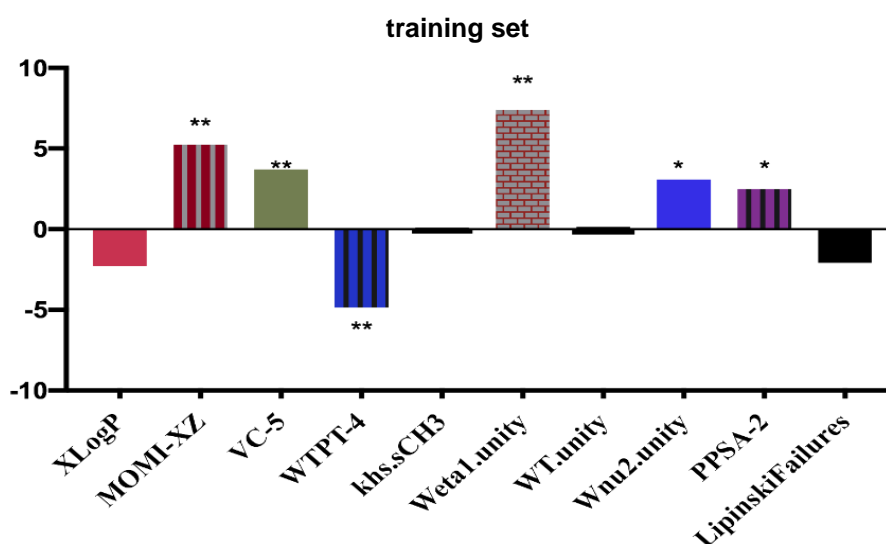 training set
10
**
**
**
5
*
*
0
**
-5
-10
XLogP
MOMI-XZ
VC-5
WTPT-4
khs.sCH3
Weta1.unity
WT.unity
Wnu2.unity
PPSA-2
LipinskiFailures